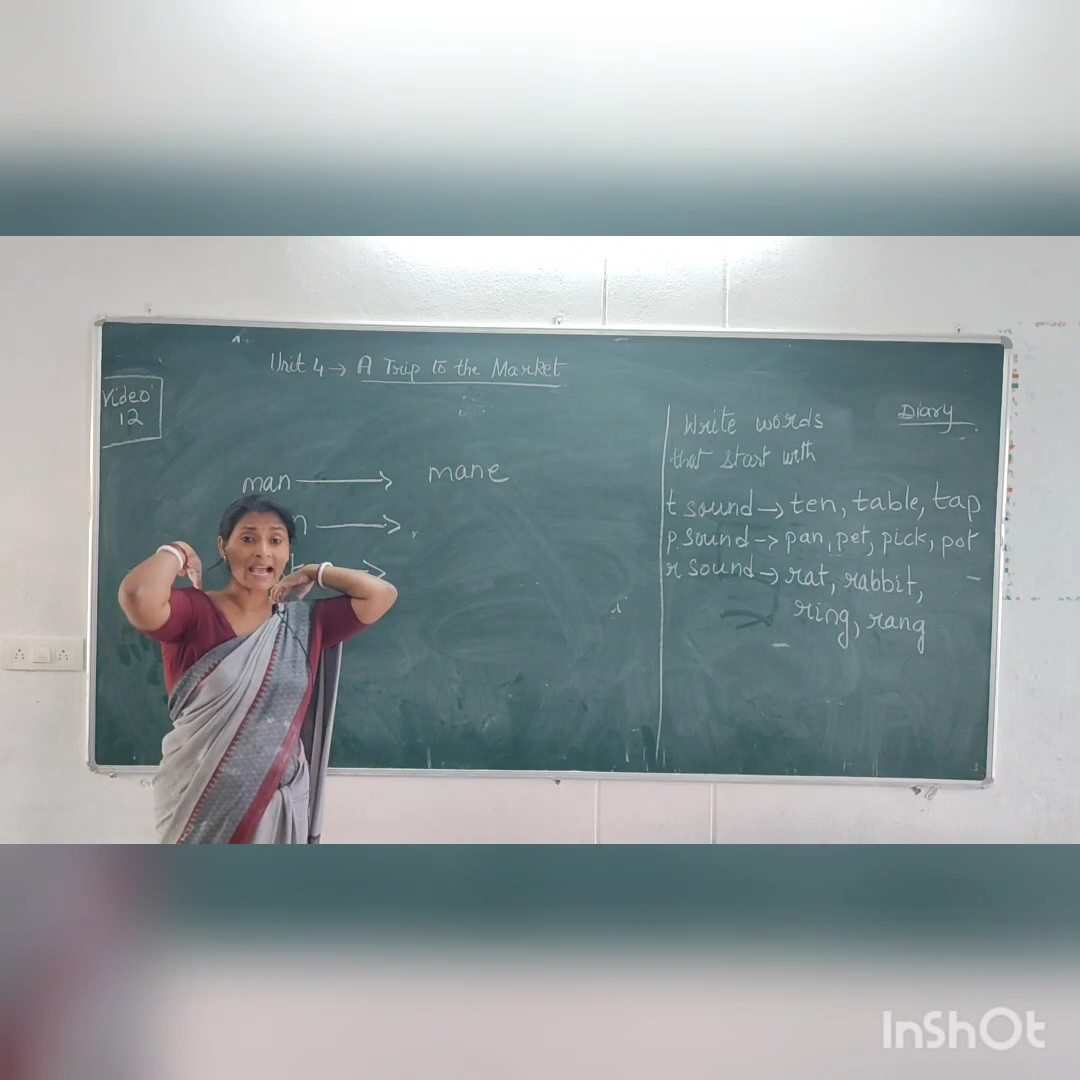 Unit 4 → A Trip to the Market
Video
12
man → mane
n →
→
Diary
Write words
that start with
t sound → ten, table, tap
p sound → pan, pet, pick, pot
r sound → rat, rabbit,
ring, rang
InShOt